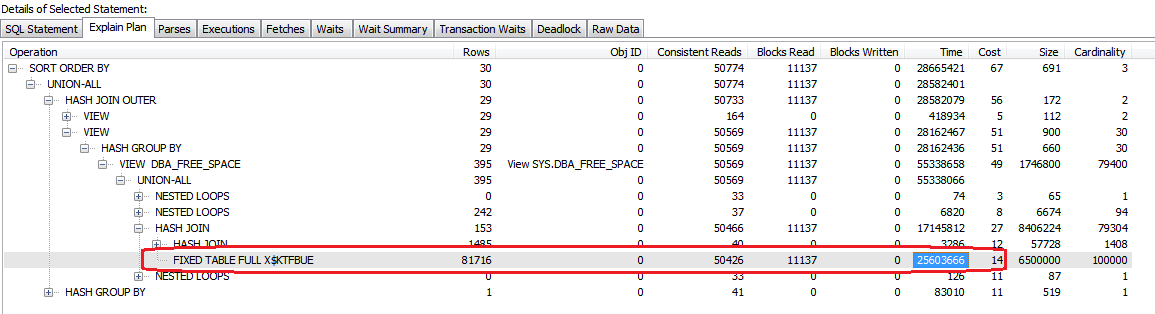 Details of Selected Statement:
SQL Statement Explain Plan Parses Executions Fetches Waits Wait Summary Transaction Waits Deadlock Raw Data
Operation Rows Obj ID Consistent Reads Blocks Read Blocks Written Time Cost Size Cardinality
SORT ORDER BY 30 0 50774 11137 0 28665421 67 691 3
UNION-ALL 30 0 50774 11137 0 28582401
HASH JOIN OUTER 29 0 50733 11137 0 28582079 56 172 2
VIEW 29 0 164 0 0 418934 5 112 2
VIEW 29 0 50569 11137 0 28162467 51 900 30
HASH GROUP BY 29 0 50569 11137 0 28162436 51 660 30
VIEW DBA_FREE_SPACE 395 View SYS.DBA_FREE_SPACE 50569 11137 0 55338658 49 1746800 79400
UNION-ALL 395 0 50569 11137 0 55338066
NESTED LOOPS 0 0 33 0 0 74 3 65 1
NESTED LOOPS 242 0 37 0 0 6820 8 6674 94
HASH JOIN 153 0 50466 11137 0 17145812 27 8406224 79304
HASH JOIN 1485 0 40 0 0 3286 12 57728 1408
FIXED TABLE FULL X$KTFBUE 81716 0 50426 11137 0 25603666 14 6500000 100000
NESTED LOOPS 0 0 33 0 0 126 11 87 1
HASH GROUP BY 1 0 41 0 0 83010 11 519 1